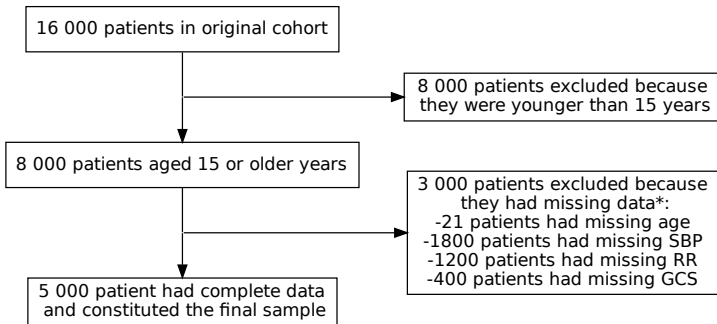 16 000 patients in original cohort
8 000 patients excluded because
they were younger than 15 years
8 000 patients aged 15 or older years
3 000 patients excluded because
they had missing data*:
-21 patients had missing age
-1800 patients had missing SBP
-1200 patients had missing RR
-400 patients had missing GCS
5 000 patient had complete data
and constituted the final sample